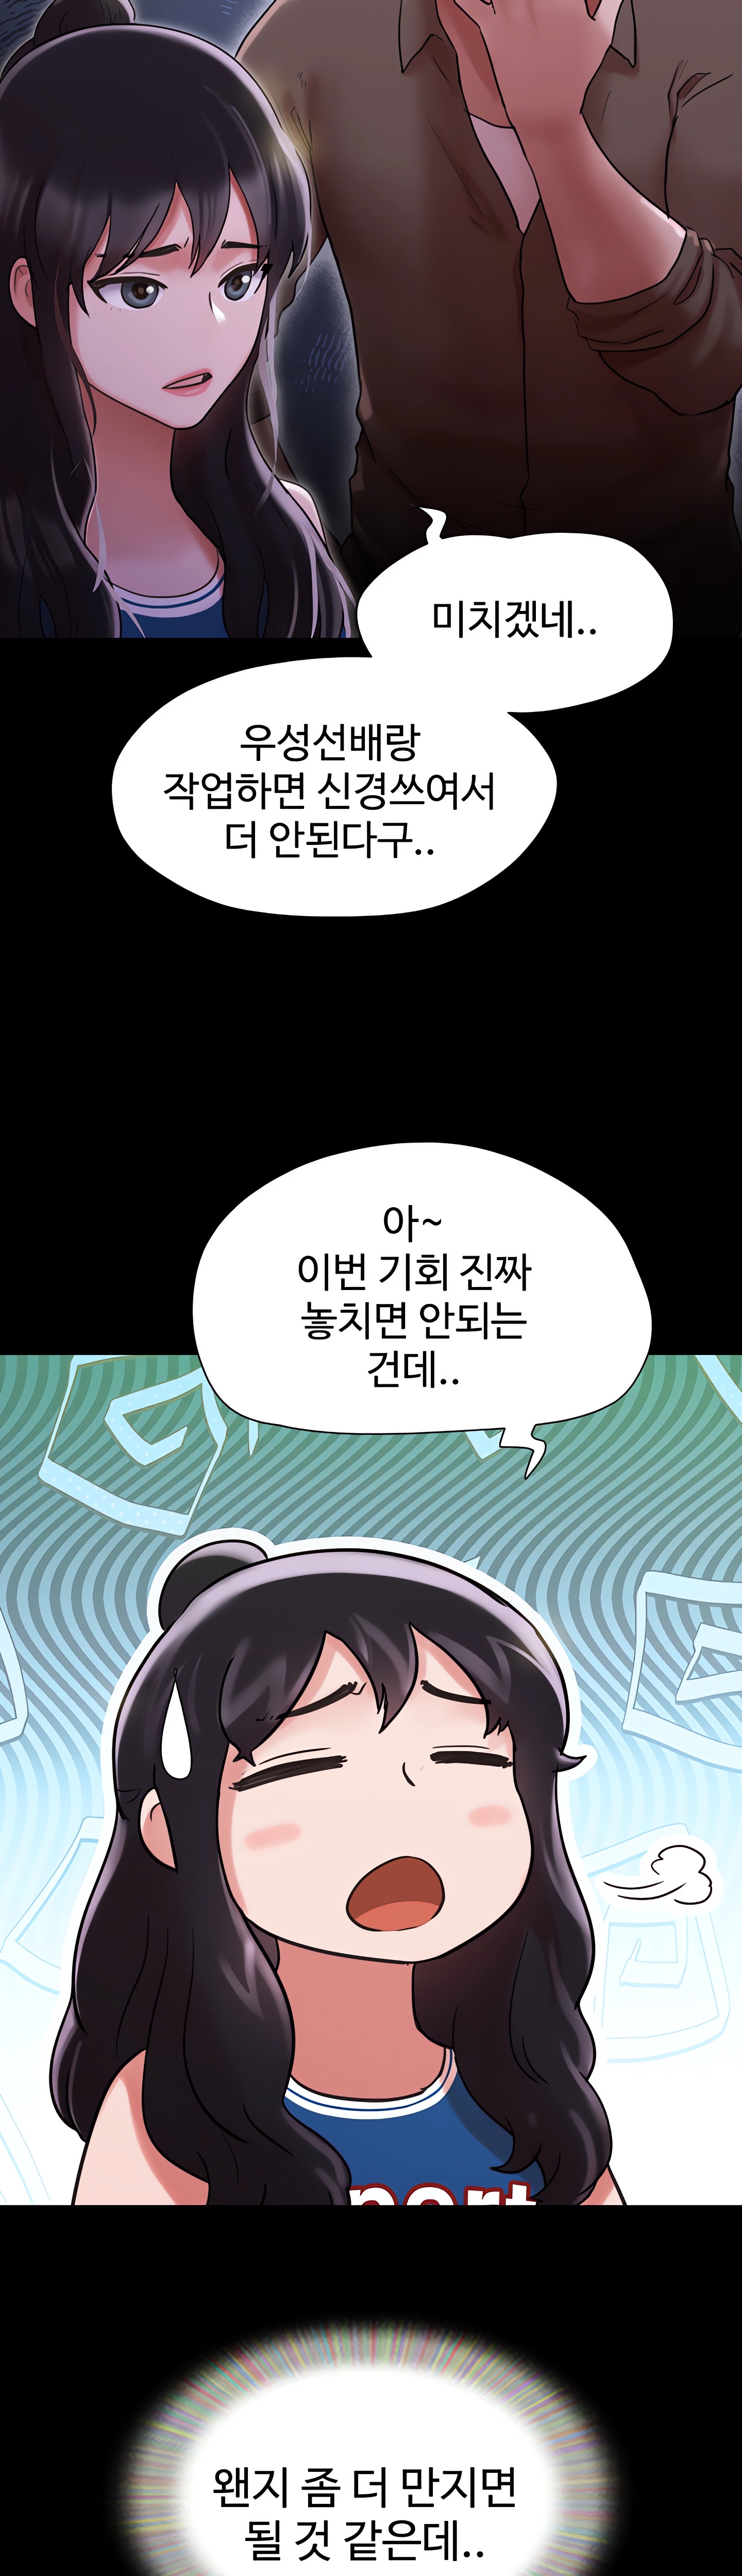 미치겠네..
우성선배랑
작업하면 신경쓰여서
더 안된다구..
아~
이번 기회 진짜
놓치면 안되는
건데..
port
왠지 좀 더 만지면
될 것 같은데..